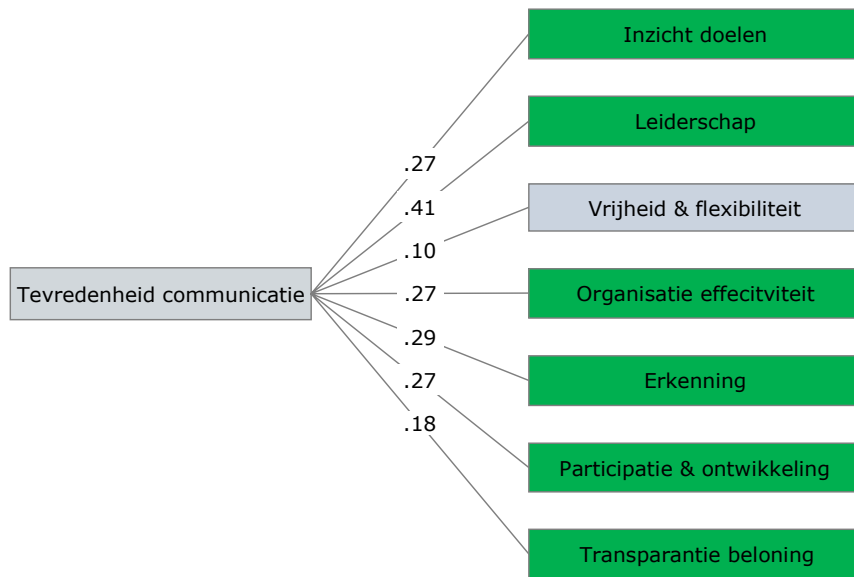 Inzicht doelen
Leiderschap
.27
.41
Vrijheid & flexibiliteit
.10
Tevredenheid communicatie
.27
Organisatie effecitviteit
.29
.27
Erkenning
.18
Participatie & ontwikkeling
Transparantie beloning